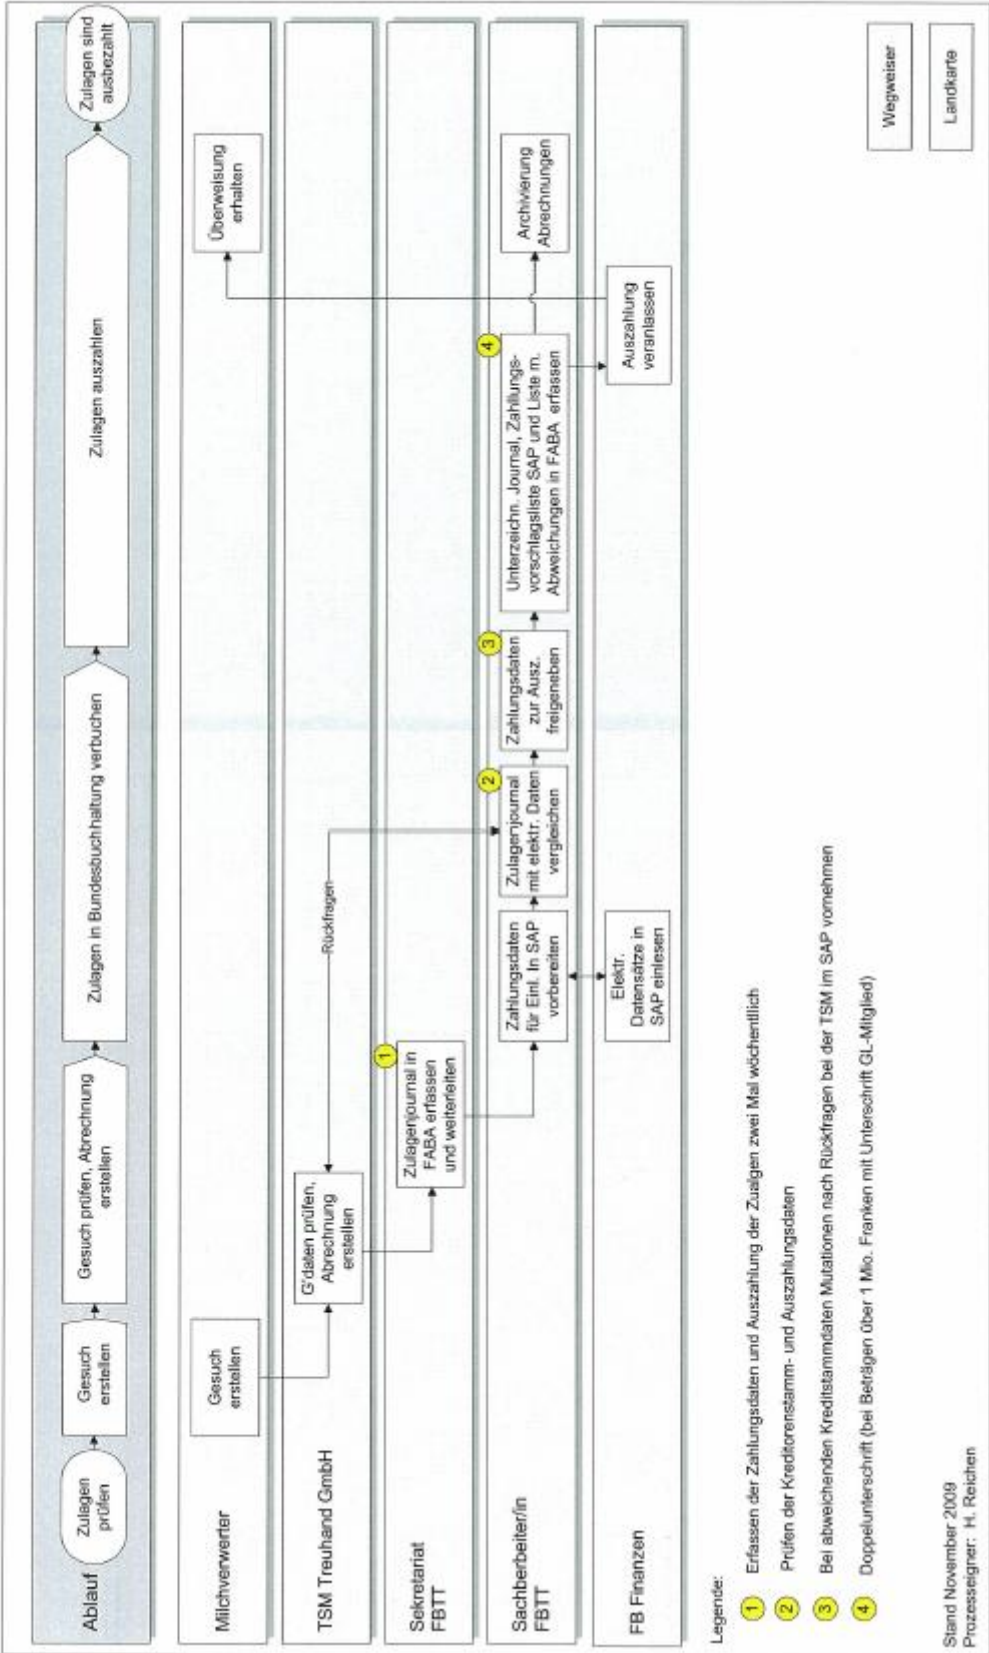 Ablauf
Zulagen
prüfen
Gesuch
erstellen
Gesuch prüfen, Abrechnung
erstellen
Zulagen in Bundesbuchhaltung verbuchen
Zulagen auszahlen
Zulagen sind
ausbezahlt
Milchverwerter
Gesuch
erstellen
Überweisung
erhalten
TSM Treuhand GmbH
G'daten prüfen,
Abrechnung
erstellen
Rückfragen
Sekretariat
FBTT
1
Zulagenjournal in
FABA erfassen
und weiterleiten
Sachberbeiter/in
FBTT
Zahlungsdaten
für Einl. In SAP
vorbereiten
2
Zulagenjournal
mit elektr. Daten
vergleichen
3
Zahlungsdaten
zur Ausz.
freigeneben
4
Unterzeichn. Journal, Zahllungs-
vorschlagsliste SAP und Liste m.
Abweichungen in FABA erfassen
Archivierung
Abrechnungen
FB Finanzen
Elektr.
Datensätze in
SAP einlesen
Auszahlung
veranlassen
Legende:
1 Erfassen der Zahlungsdaten und Auszahlung der Zualgen zwei Mal wöchentllich
2 Prüfen der Kreditorenstamm- und Auszahlungsdaten
3 Bei abweichenden Kreditstammdaten Mutationen nach Rückfragen bei der TSM im SAP vornehmen
4 Doppelunterschrift (bei Beträgen über 1 Mio. Franken mit Unterschrift GL-Mitglied)
Wegweiser
Landkarte
Stand November 2009
Prozesseigner: H. Reichen